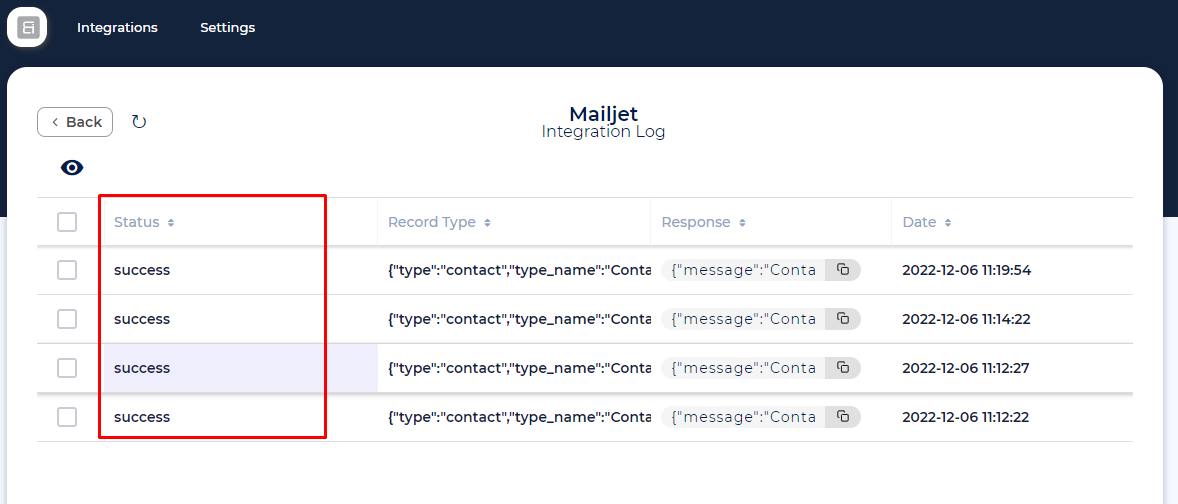 Integrations Settings
Back
Mailjet
Integration Log
Status Record Type Response Date
success {"type":"contact","type_name":"Conta {"message":"Conta 2022-12-06 11:19:54
success {"type":"contact","type_name":"Conta {"message":"Conta 2022-12-06 11:14:22
success {"type":"contact","type_name":"Conta {"message":"Conta 2022-12-06 11:12:27
success {"type":"contact","type_name":"Conta {"message":"Conta 2022-12-06 11:12:22